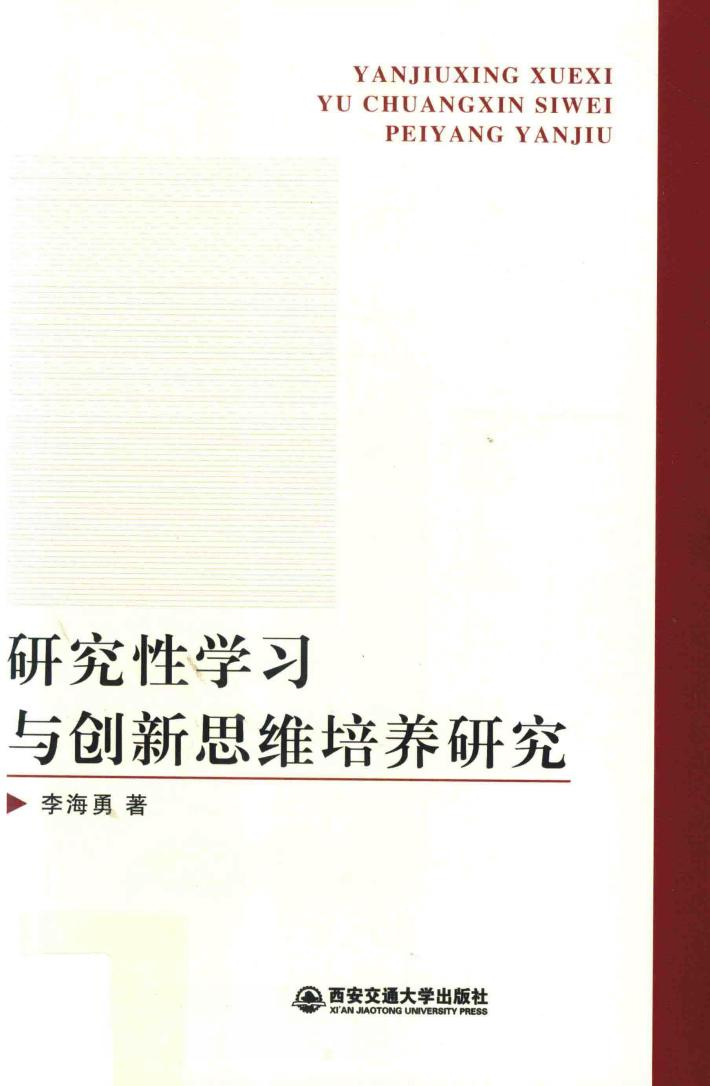 YANJIUXING XUEXI
YU CHUANGXIN SIWEI
PEIYANG YANJIU
研究性学习
与创新思维培养研究
李海勇 著
西安交通大学出版社
XI'AN JIAOTONG UNIVERSITY PRESS